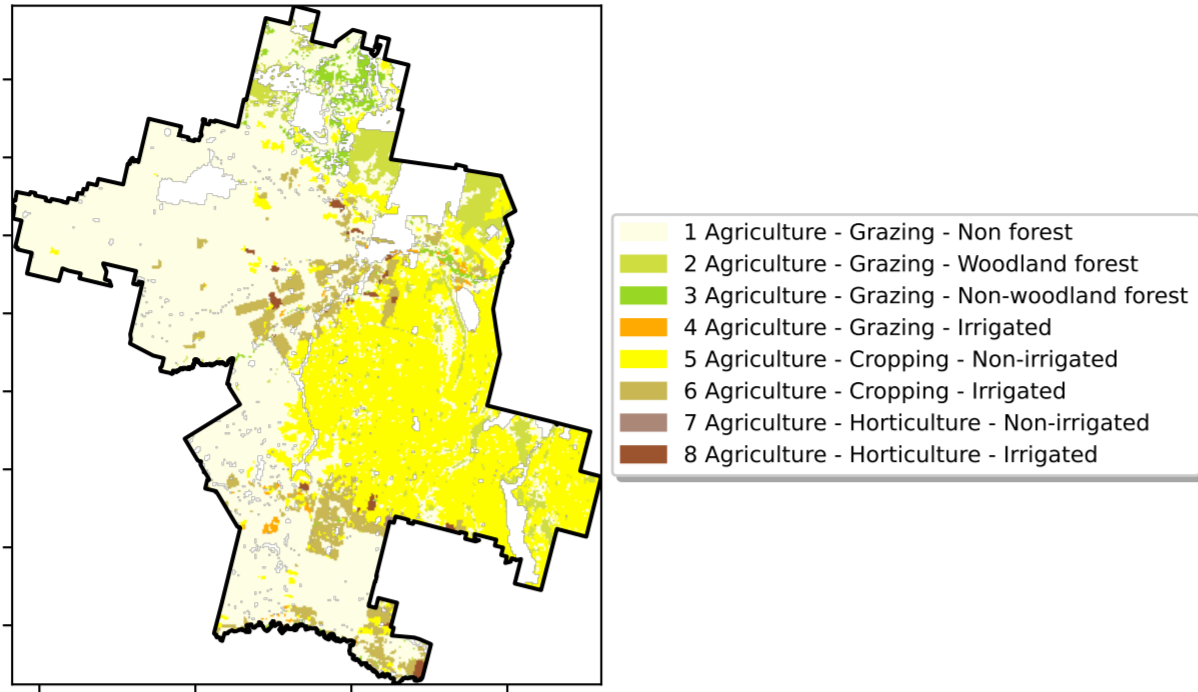 1 Agriculture - Grazing - Non forest
2 Agriculture - Grazing - Woodland forest
3 Agriculture - Grazing - Non-woodland forest
4 Agriculture - Grazing - Irrigated
5 Agriculture - Cropping - Non-irrigated
6 Agriculture - Cropping - Irrigated
7 Agriculture - Horticulture - Non-irrigated
8 Agriculture - Horticulture - Irrigated